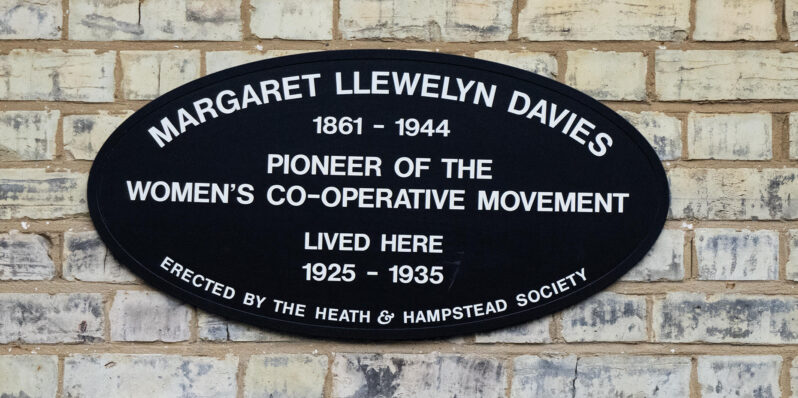 MARGARET LLEWELYN DAVIES
1861 - 1944
PIONEER OF THE
WOMEN'S CO-OPERATIVE MOVEMENT
LIVED HERE
1925 - 1935
ERECTED BY THE HEATH & HAMPSTEAD SOCIETY